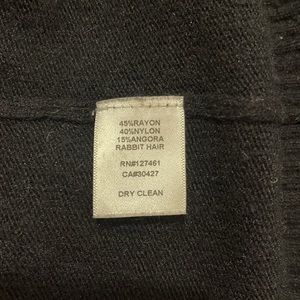 45%RAYON
40%NYLON
15%ANGORA
RABBIT HAIR
RN#127461
CA#30427
DRY CLEAN